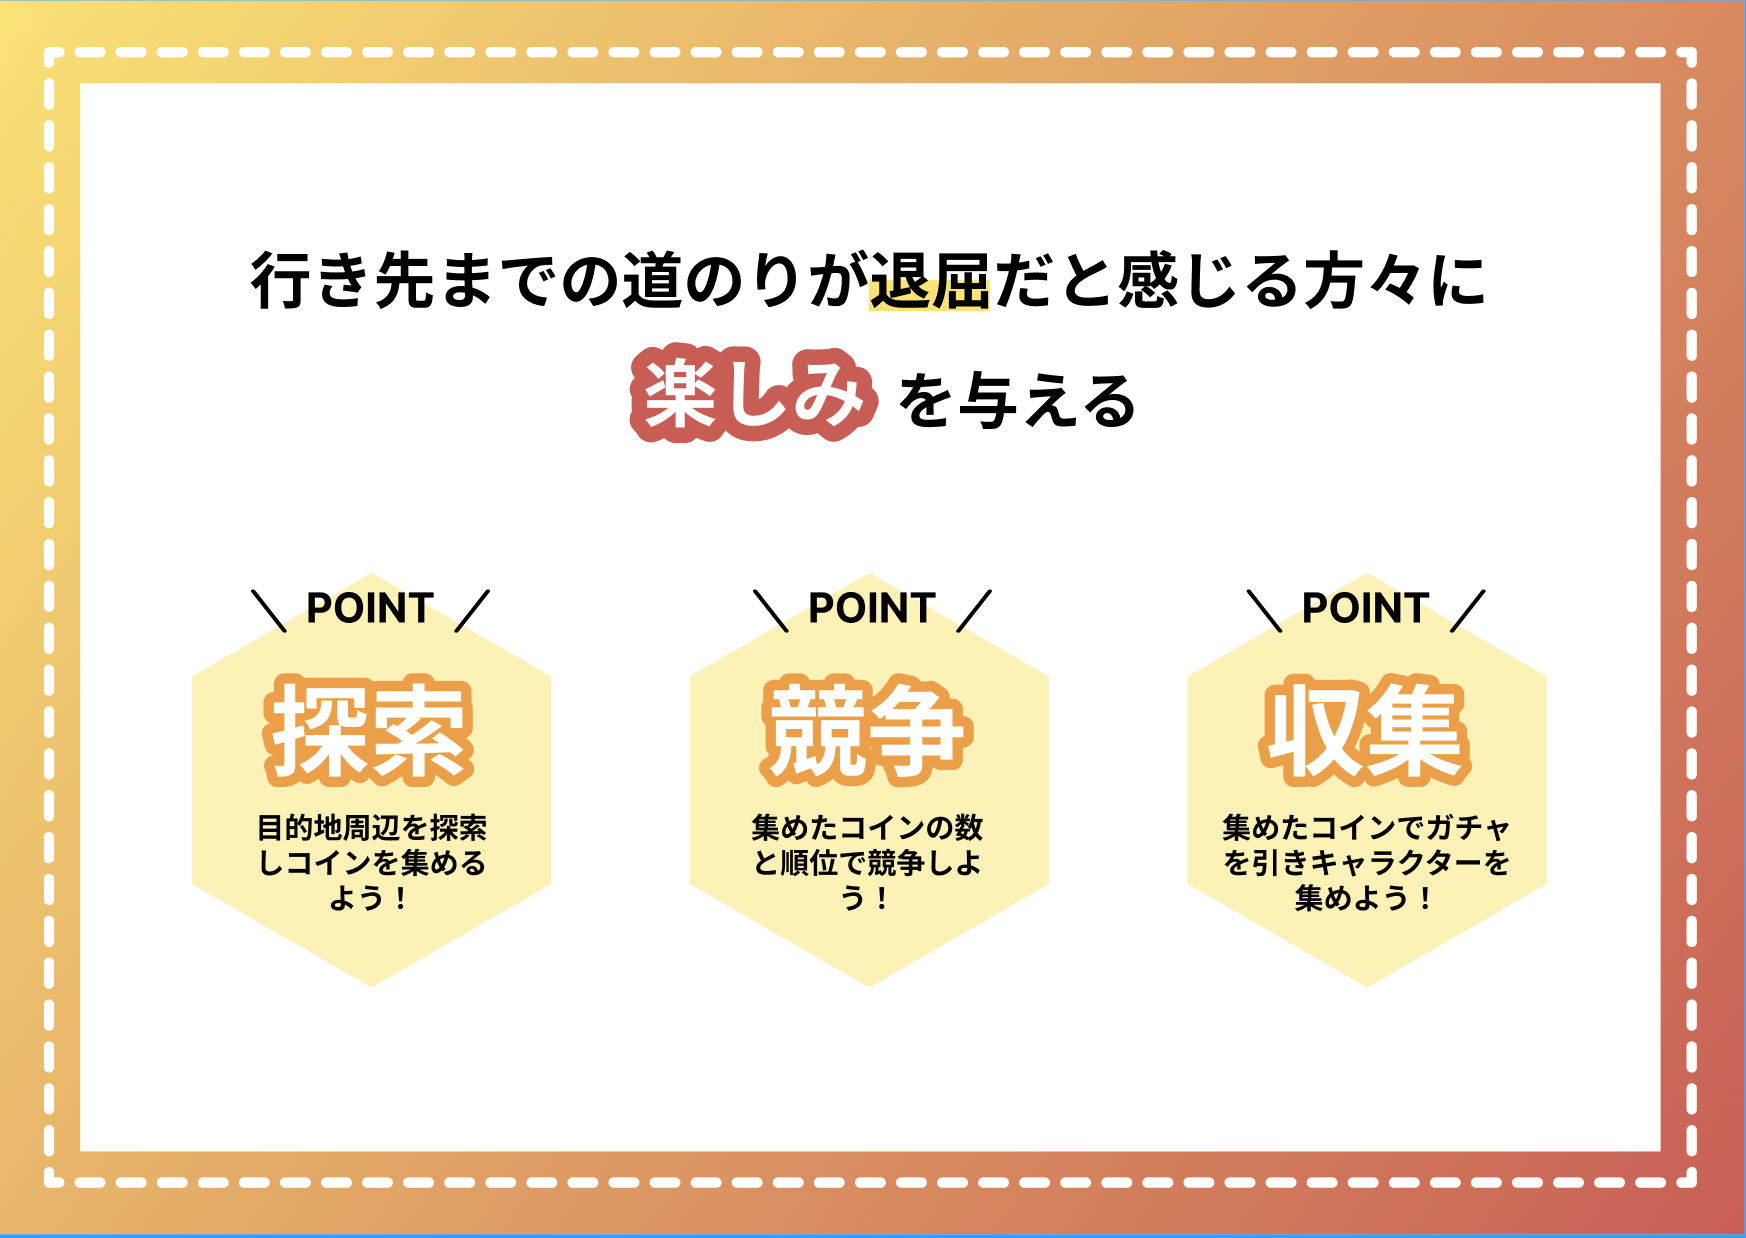 行き先までの道のりが退屈だと感じる方々に
楽しみ を与える
POINT
探索
目的地周辺を探索
しコインを集める
よう！
POINT
競争
集めたコインの数
と順位で競争しよ
う！
POINT
収集
集めたコインでガチャ
を引きキャラクターを
集めよう！